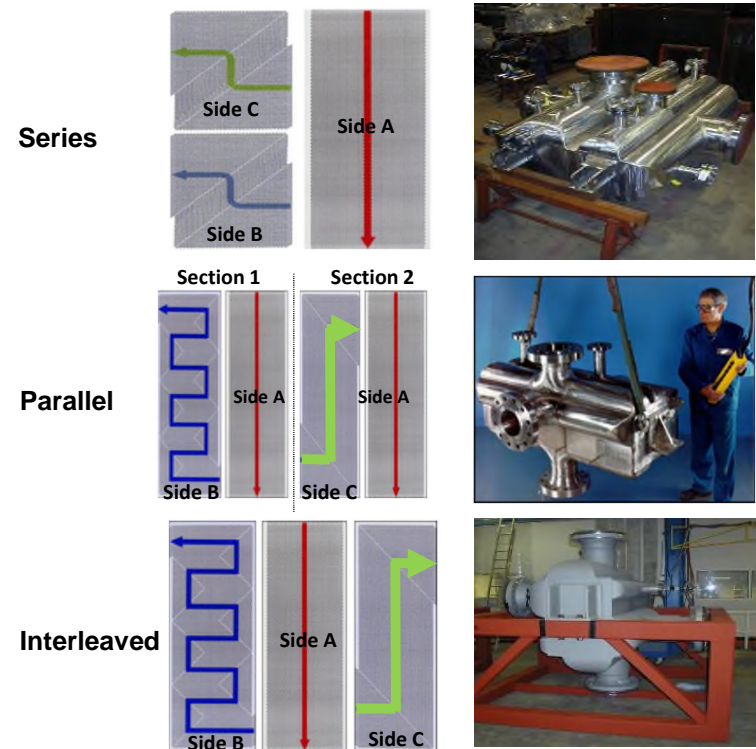 Series
Side C
Side A
Side B
Section 1
Section 2
Parallel
Side A
Side A
Side B
Side C
Interleaved
Side A
Side B
Side C